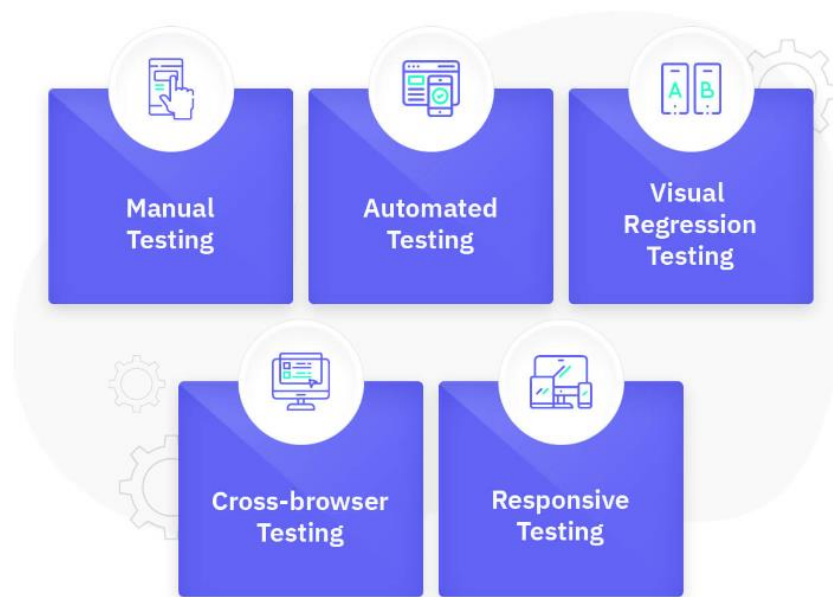 A B
Manual
Testing
Automated
Testing
Visual
Regression
Testing
Cross-browser
Testing
Responsive
Testing